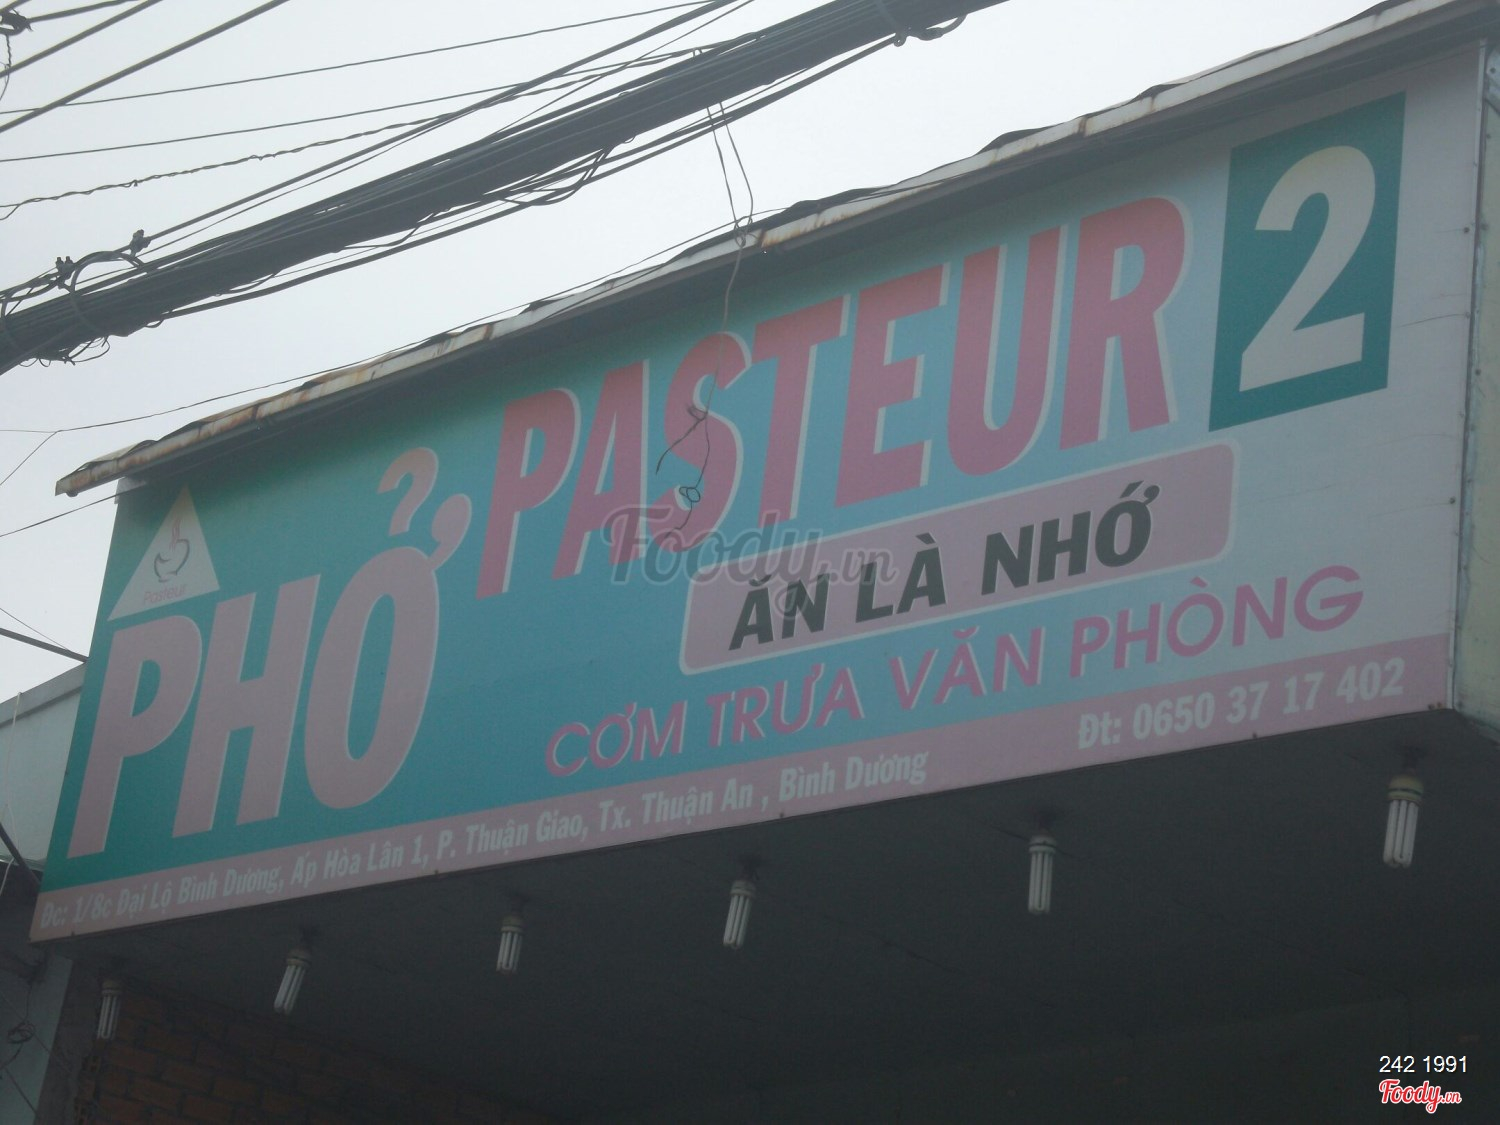 Pasteur
PHỞ
PASTEUR
2
ĂN LÀ NHỚ
CƠM TRƯA VĂN PHÒNG
Đt: 0650 37 17 402
Đc: 1/8c Đại Lộ Bình Dương, Ấp Hòa Lân 1, P. Thuận Giao, Tx. Thuận An , Bình Dương
Foody.vn
242 1991
Foody.vn